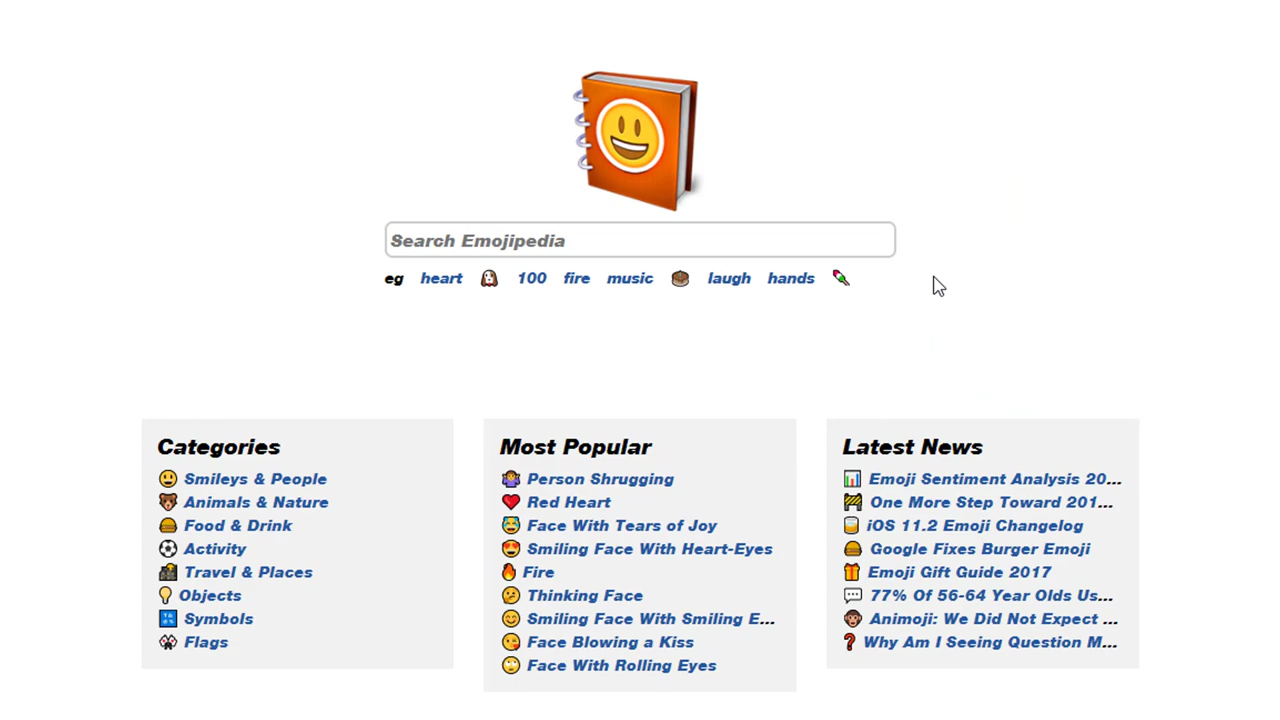 Search Emojipedia
eg heart 100 fire music laugh hands
Categories
Smileys & People
Animals & Nature
Food & Drink
Activity
Travel & Places
Objects
Symbols
Flags
Most Popular
Person Shrugging
Red Heart
Face With Tears of Joy
Smiling Face With Heart-Eyes
Fire
Thinking Face
Smiling Face With Smiling E...
Face Blowing a Kiss
Face With Rolling Eyes
Latest News
Emoji Sentiment Analysis 20...
One More Step Toward 201...
iOS 11.2 Emoji Changelog
Google Fixes Burger Emoji
Emoji Gift Guide 2017
77% Of 56-64 Year Olds Us...
Animoji: We Did Not Expect ...
Why Am I Seeing Question M...